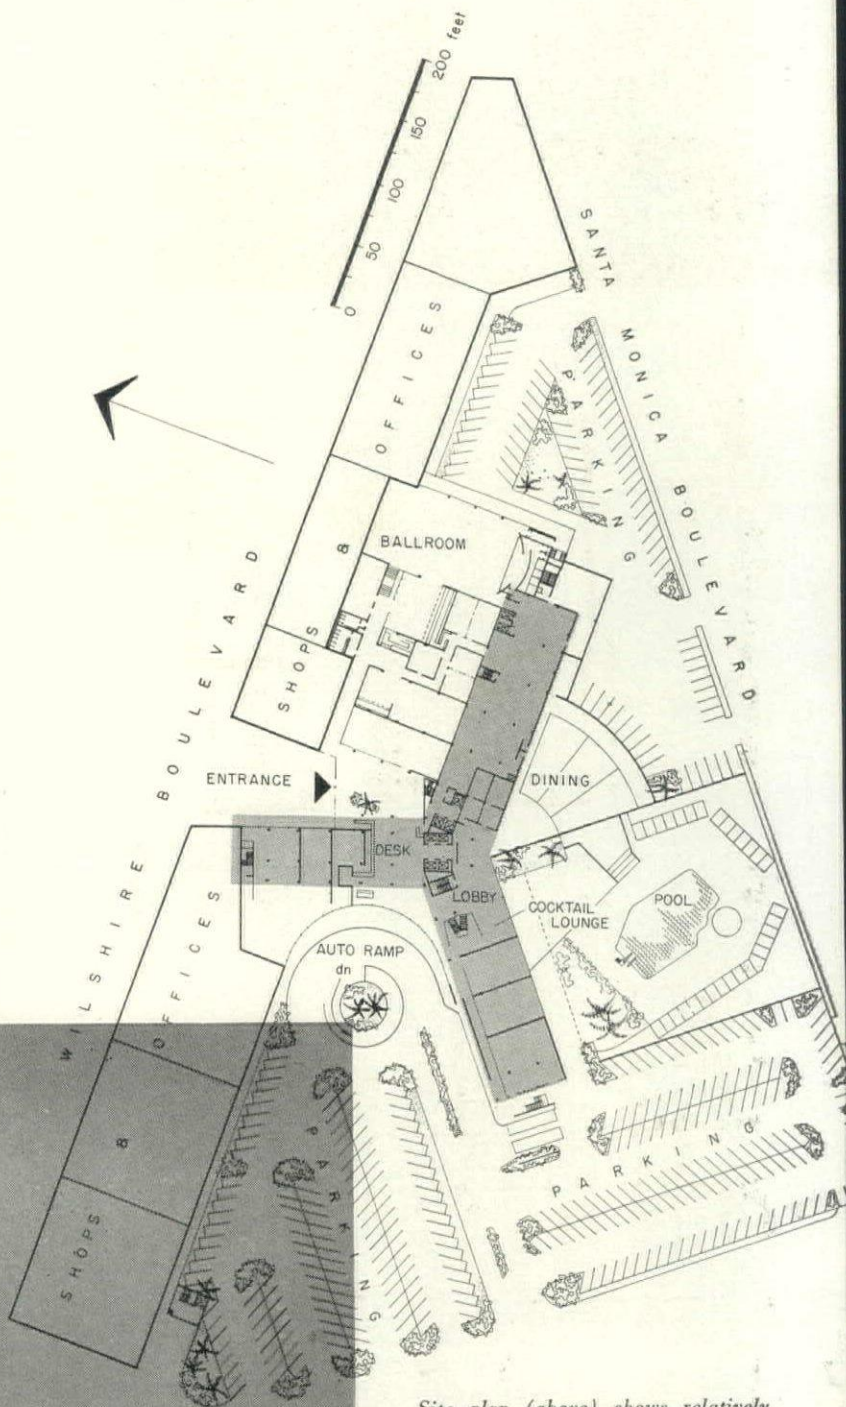 200 feet
150
100
50
0
SANTA MONICA BOULEVARD
OFFICES
PARKING
&
BALLROOM
SHOPS
WILSHIRE BOULEVARD
ENTRANCE
DINING
DESK
LOBBY
COCKTAIL
LOUNGE
POOL
OFFICES
AUTO RAMP
dn
&
PARKING
PARKING
SHOPS
Site plan (above) shows relatively